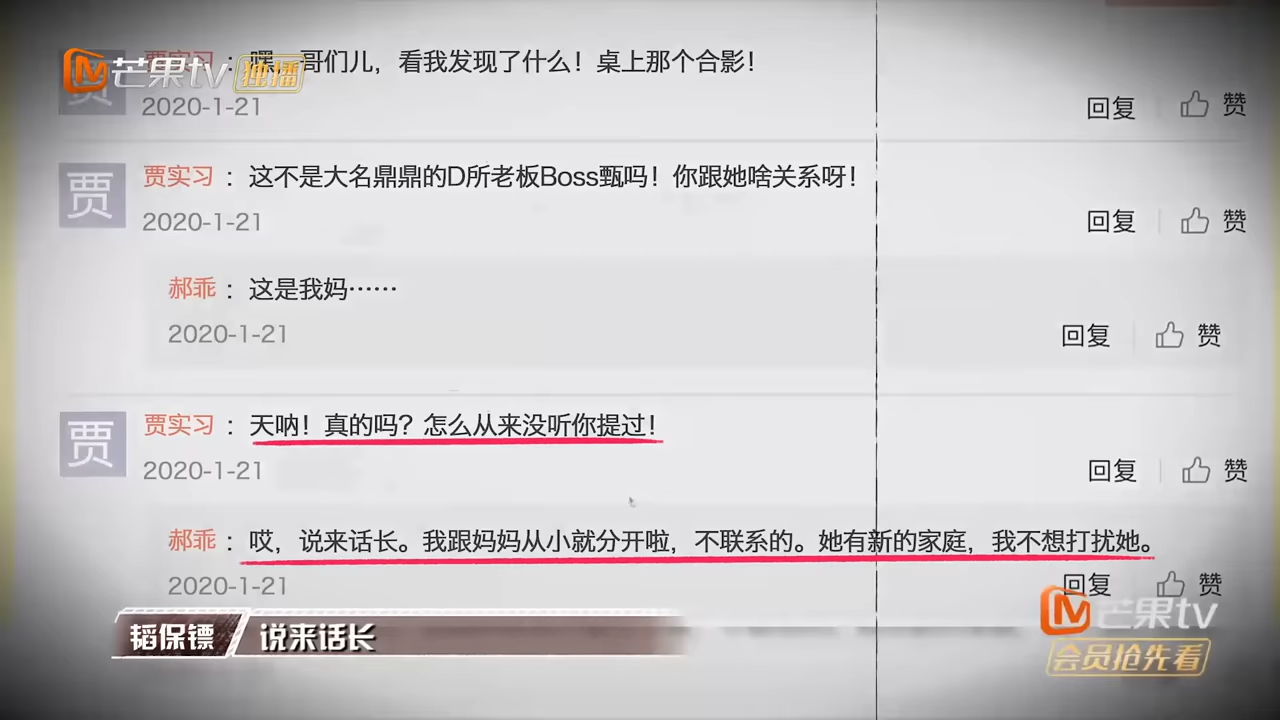 芒果tv 独播
贾实习：嘿，哥们儿，看我发现了什么！桌上那个合影！
贾
2020-1-21
回复 赞
贾
贾实习：这不是大名鼎鼎的D所老板Boss甄吗！你跟她啥关系呀！
2020-1-21
回复 赞
郝乖：这是我妈……
2020-1-21
回复 赞
贾
贾实习：天呐！真的吗？怎么从来没听你提过！
2020-1-21
回复 赞
郝乖：哎，说来话长。我跟妈妈从小就分开啦，不联系的。她有新的家庭，我不想打扰她。
2020-1-21
回复 赞
韬保镖 说来话长
芒果tv
会员抢先看